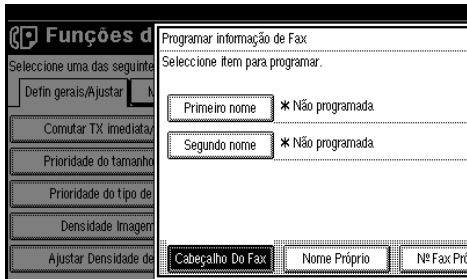 Funções d
Seleccione uma das seguinte
Defin gerais/Ajustar
Comutar TX imediata/
Prioridade do tamanho
Prioridade do tipo de
Densidade Imagem
Ajustar Densidade de
Programar informação de Fax
Seleccione item para programar.
Primeiro nome * Não programada
Segundo nome * Não programada
Cabeçalho Do Fax Nome Próprio Nº Fax Pró